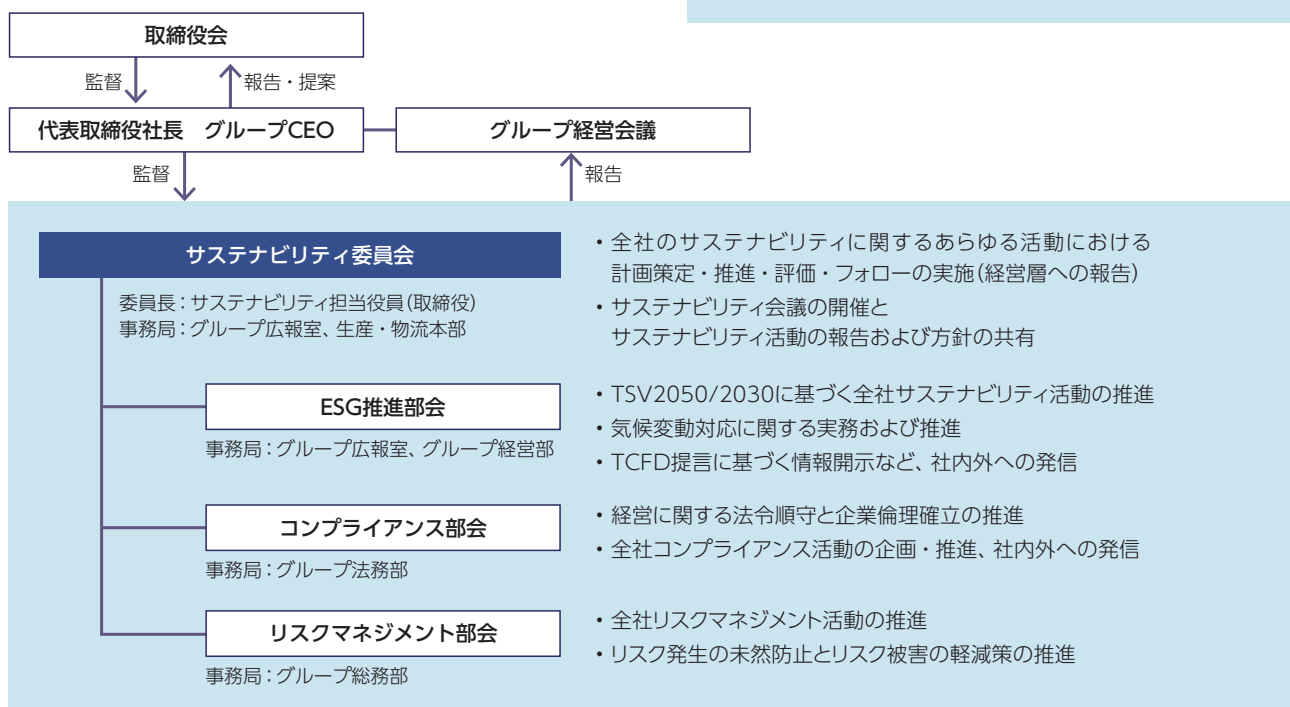 取締役会
監督
報告・提案
代表取締役社長　グループCEO
グループ経営会議
監督
報告
サステナビリティ委員会
委員長：サステナビリティ担当役員（取締役）
事務局：グループ広報室、生産・物流本部
・全社のサステナビリティに関するあらゆる活動における
計画策定・推進・評価・フォローの実施（経営層への報告）
・サステナビリティ会議の開催と
サステナビリティ活動の報告および方針の共有
ESG推進部会
事務局：グループ広報室、グループ経営部
・TSV2050/2030に基づく全社サステナビリティ活動の推進
・気候変動対応に関する実務および推進
・TCFD提言に基づく情報開示など、社内外への発信
コンプライアンス部会
事務局：グループ法務部
・経営に関する法令順守と企業倫理確立の推進
・全社コンプライアンス活動の企画・推進、社内外への発信
リスクマネジメント部会
事務局：グループ総務部
・全社リスクマネジメント活動の推進
・リスク発生の未然防止とリスク被害の軽減策の推進